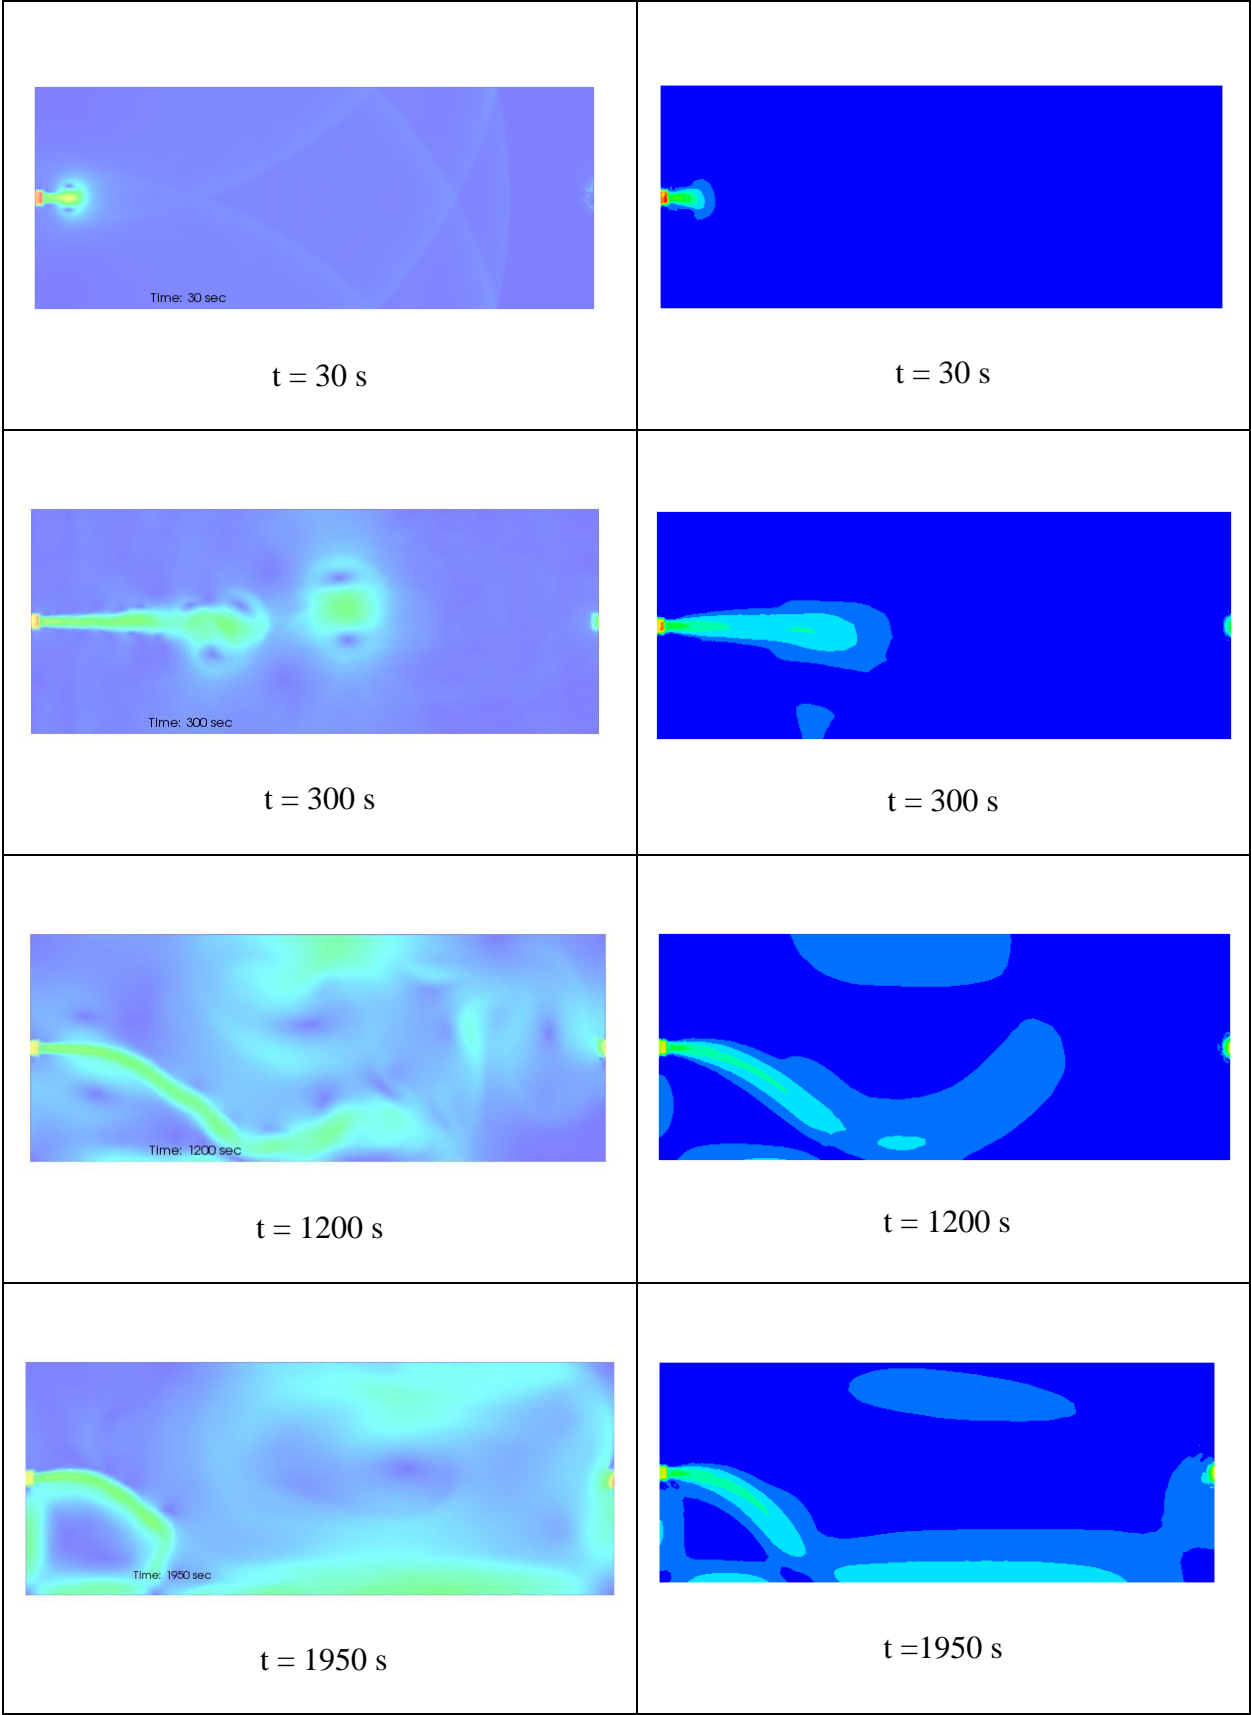 Time: 30 sec
t = 30 s
t = 30 s
Time: 300 sec
t = 300 s
t = 300 s
Time: 1200 sec
t = 1200 s
t = 1200 s
Time: 1950 sec
t = 1950 s
t =1950 s